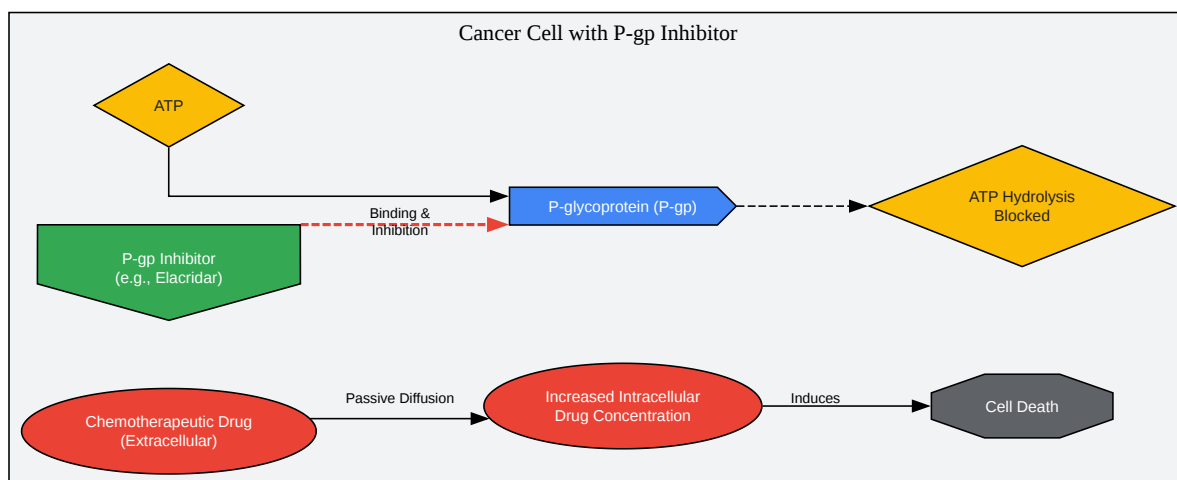 Cancer Cell with P-gp Inhibitor
ATP
P-glycoprotein (P-gp)
ATP Hydrolysis
Blocked
Binding &
Inhibition
P-gp Inhibitor
(e.g., Elacridar)
Chemotherapeutic Drug
(Extracellular)
Passive Diffusion
Increased Intracellular
Drug Concentration
Induces
Cell Death